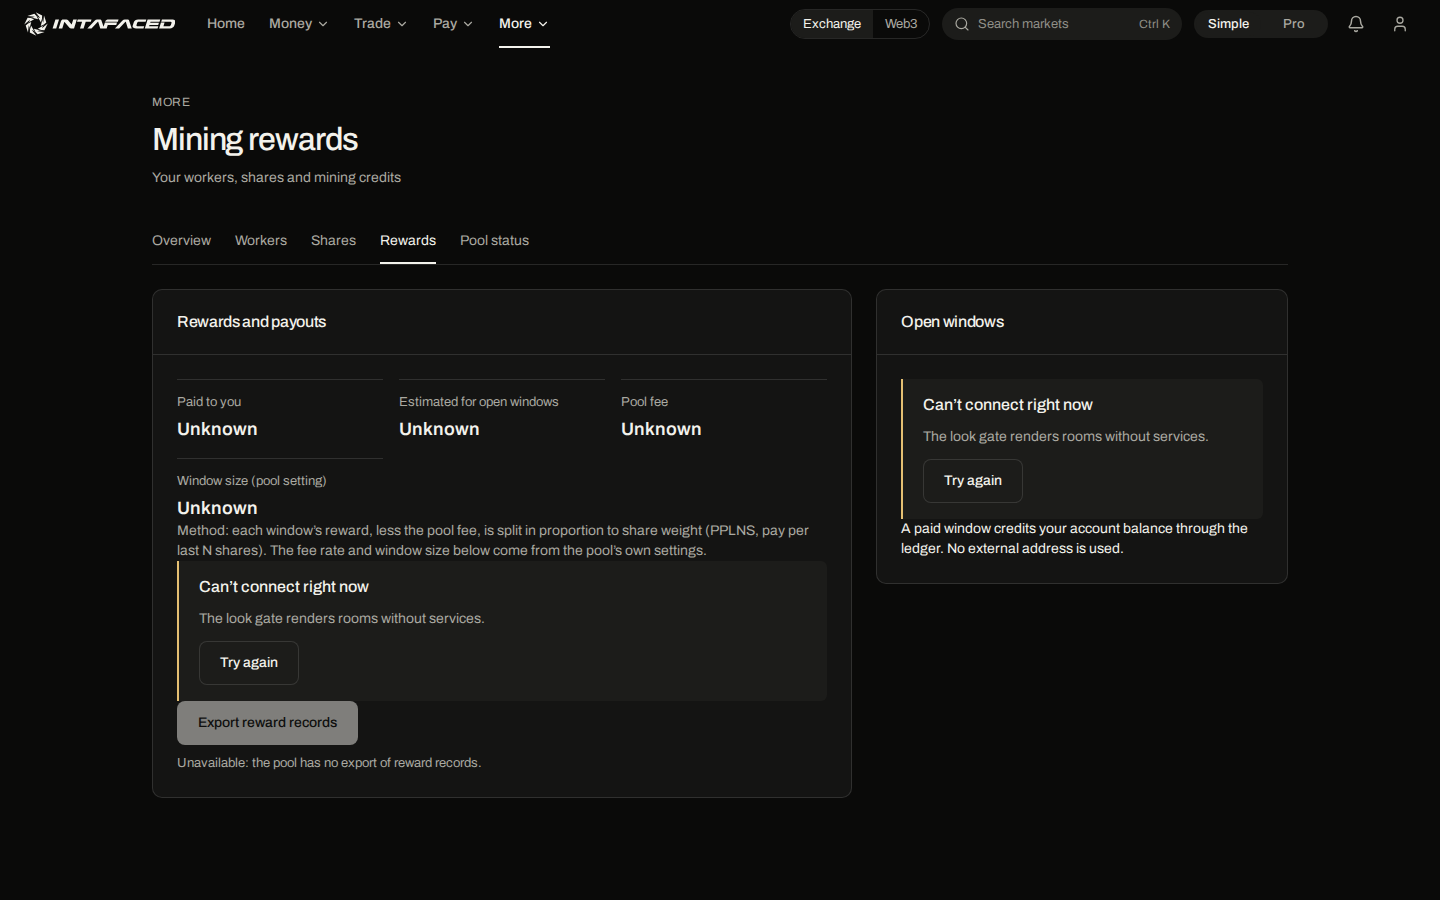 INTAFACED
Home
Money
Trade
Pay
More
Exchange
Web3
Search markets
Ctrl K
Simple
Pro
MORE
Mining rewards
Your workers, shares and mining credits
Overview
Workers
Shares
Rewards
Pool status
Rewards and payouts
Paid to you
Unknown
Estimated for open windows
Unknown
Pool fee
Unknown
Window size (pool setting)
Unknown
Method: each window’s reward, less the pool fee, is split in proportion to share weight (PPLNS, pay per
last N shares). The fee rate and window size below come from the pool’s own settings.
Can’t connect right now
The look gate renders rooms without services.
Try again
Export reward records
Unavailable: the pool has no export of reward records.
Open windows
Can’t connect right now
The look gate renders rooms without services.
Try again
A paid window credits your account balance through the
ledger. No external address is used.